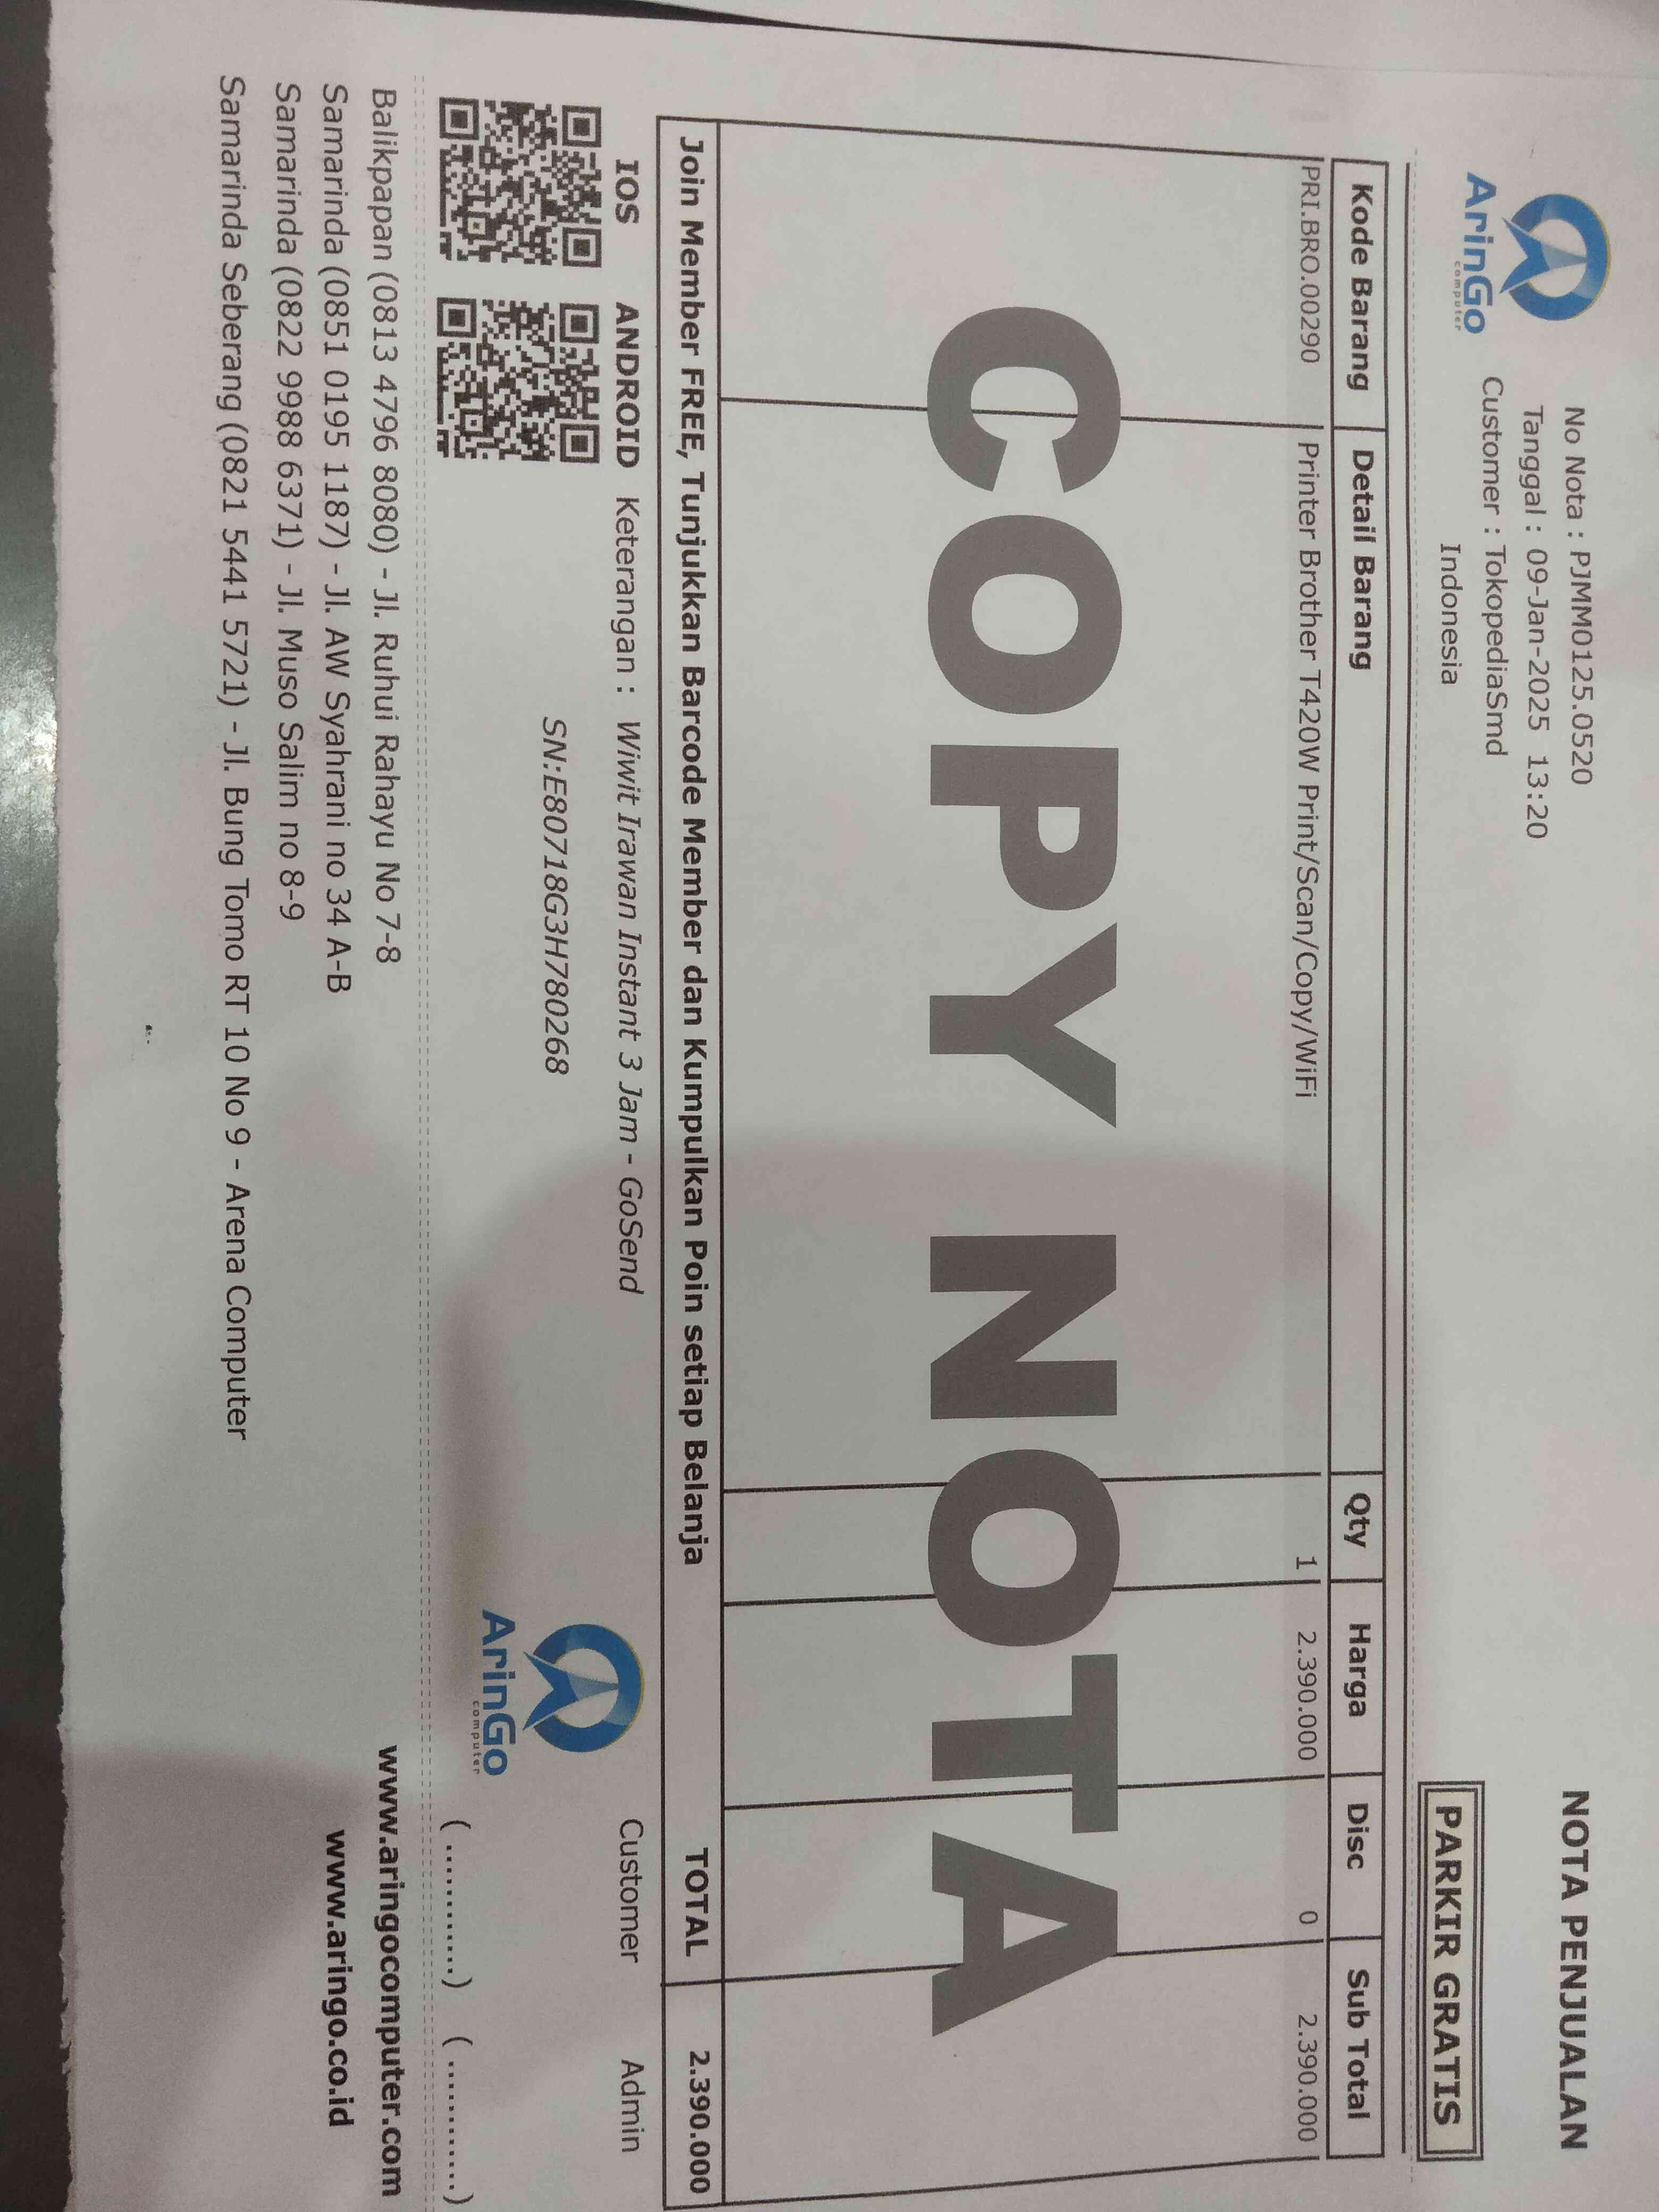 AringGo
computer
No Nota : PJMM0125.0520
Tanggal : 09-Jan-2025 13:20
Customer : TokopediaSmd
Indonesia
NOTA PENJUALAN
PARKIR GRATIS
Kode Barang Detail Barang Qty Harga Disc Sub Total
PRI.BRO.00290 Printer Brother T420W Print/Scan/Copy/WiFi 1 2.390.000 0 2.390.000
COPY NOTA
Join Member FREE, Tunjukkan Barcode Member dan Kumpulkan Poin setiap Belanja TOTAL 2.390.000
IOS ANDROID Keterangan : Wiwit Irawan Instant 3 Jam - GoSend
SN:E80718G3H780268
ArinGo
computer
Customer Admin
( ........... ) ( ........... )
Balikpapan (0813 4796 8080) - Jl. Ruhui Rahayu No 7-8
Samarinda (0851 0195 1187) - Jl. AW Syahrani no 34 A-B
Samarinda (0822 9988 6371) - Jl. Muso Salim no 8-9
Samarinda Seberang (0821 5441 5721) - Jl. Bung Tomo RT 10 No 9 - Arena Computer
www.aringocomputer.com
www.aringo.co.id